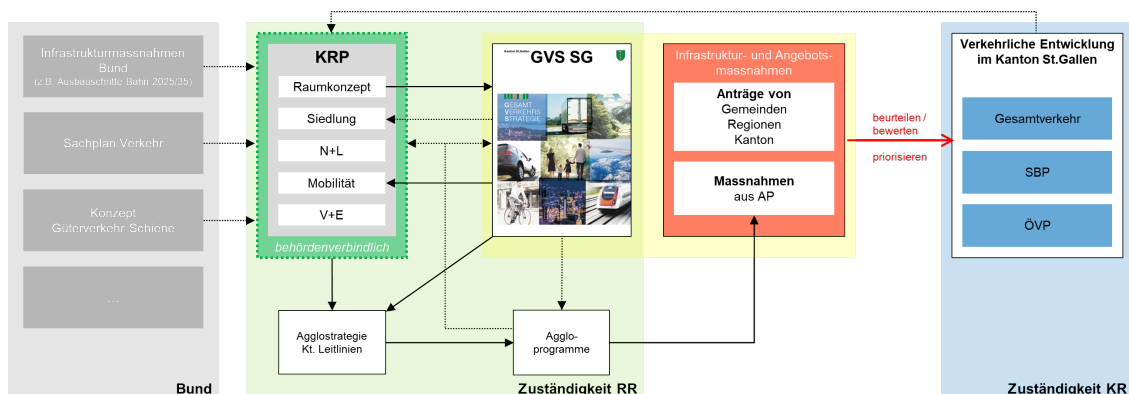 Infrastrukturmassnahmen
Bund
(z.B. Ausbauschritte Bahn 2025/35)
Sachplan Verkehr
Konzept
Güterverkehr Schiene
...
Bund
KRP
Raumkonzept
Siedlung
N+L
Mobilität
V+E
behördenverbindlich
Kanton St.Gallen
GVS SG
GESAMT
VERKEHRS
STRATEGIE
Agglostrategie
Kt. Leitlinien
Agglo-
programme
Zuständigkeit RR
Infrastruktur- und Angebots-
massnahmen
Anträge von
Gemeinden
Regionen
Kanton
Massnahmen
aus AP
beurteilen /
bewerten
priorisieren
Verkehrliche Entwicklung
im Kanton St.Gallen
Gesamtverkehr
SBP
ÖVP
Zuständigkeit KR